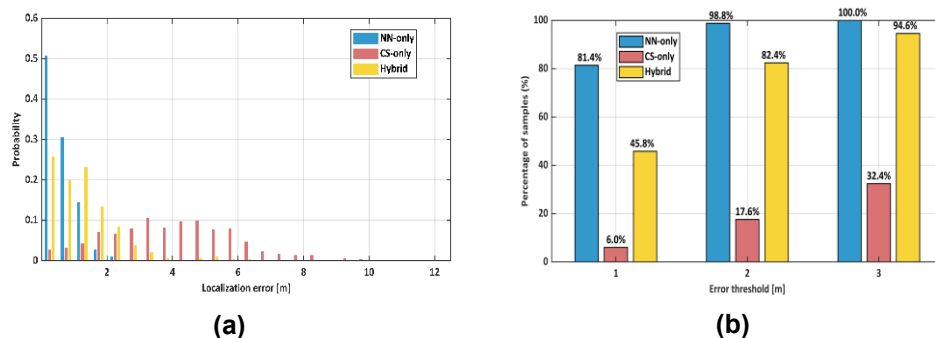 0.6
0.5
0.4
0.3
0.2
0.1
0
Probability
NN-only
CS-only
Hybrid
2 4 6 8 10 12
Localization error [m]
(a)
100
80
60
40
20
0
Percentage of samples (%)
NN-only
CS-only
Hybrid
81.4% 6.0% 45.8%
98.8% 17.6% 82.4%
100.0% 32.4% 94.6%
1 2 3
Error threshold [m]
(b)